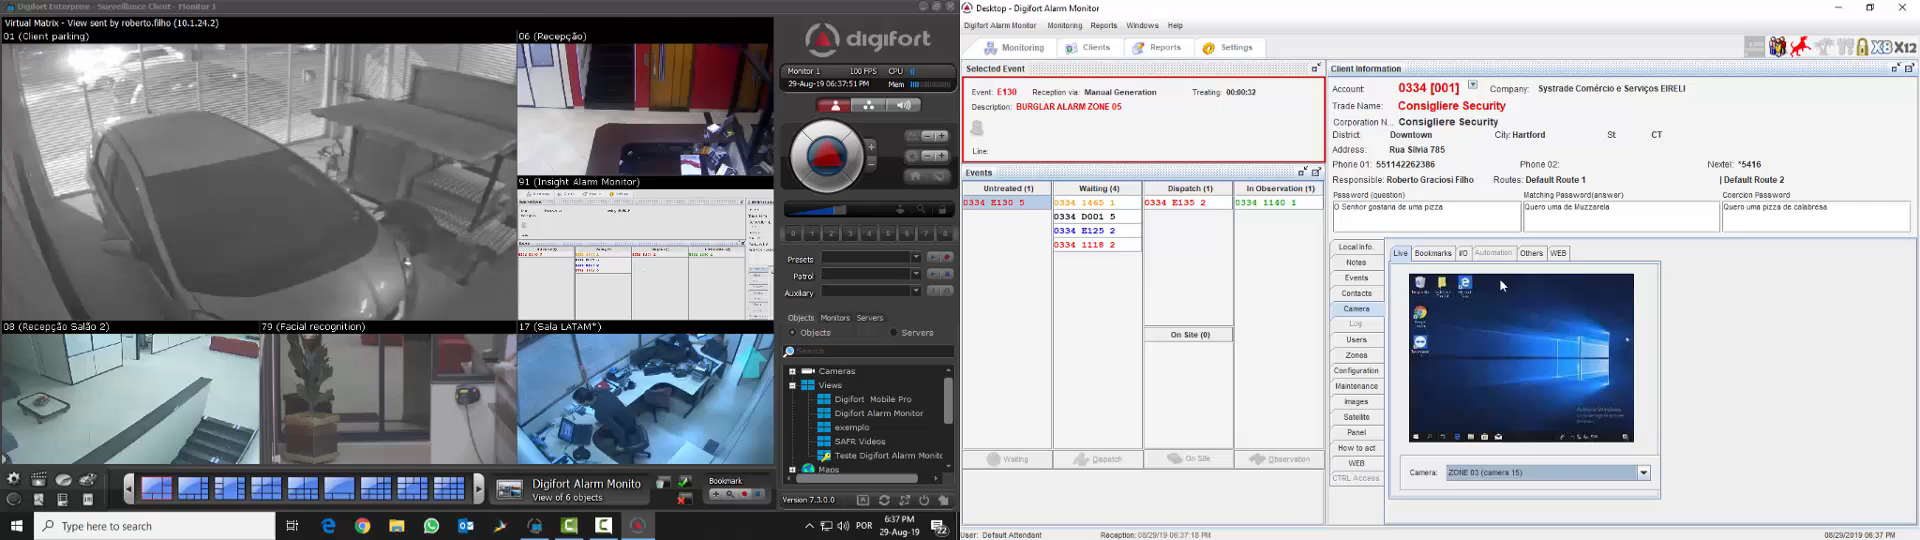 Digifort Enterprise - Surveillance Client - Monitor 1
Virtual Matrix - View sent by roberto.filho (10.1.24.2)
01 (Client parking)
06 (Recepção)
91 (Insight Alarm Monitor)
08 (Recepção Salão 2)
79 (Facial recognition)
17 (Sala LATAM*)
digifort
Monitor 1 100 FPS CPU
29-Aug-19 06:37:51 PM Mem
1 2 3 4 5 6 7 8
Presets
Patrol
Auxiliary
Objects Monitors Servers
Objects Servers
Search
Cameras
Views
Digifort Mobile Pro
Digifort Alarm Monitor
exemplo
SAFR Videos
Teste Digifort Alarm Monitc
Maps
Digifort Alarm Monito
View of 6 objects
Bookmark
Version 7.3.0.0
Type here to search
POR
6:37 PM
29-Aug-19
22
Desktop - Digifort Alarm Monitor
Digifort Alarm Monitor Monitoring Reports Windows Help
Monitoring Clients Reports Settings
X8 X12
Selected Event
Event: E130 Reception via: Manual Generation Treating: 00:00:32
Description: BURGLAR ALARM ZONE 05
Line:
Events
Untreated (1) Waiting (4) Dispatch (1) In Observation (1)
0334 E130 5 0334 1465 1 0334 E135 2 0334 1140 1
0334 D001 5
0334 E125 2
0334 1118 2
On Site (0)
Waiting Dispatch On Site Observation
Client Information
Account 0334 [001] Company: Systrade Comércio e Serviços EIRELI
Trade Name: Consigliere Security
Corporation N... Consigliere Security
District: Downtown City: Hartford St CT
Address: Rua Silvia 785
Phone 01: 551142262386 Phone 02: Nextel: *5416
Responsible: Roberto Graciosi Filho Routes: Default Route 1 | Default Route 2
Password (question) Matching Password(answer) Coercion Password
O Senhor gostaria de uma pizza Quero uma de Muzzarela Quero uma pizza de calabresa
Local Info.
Notes
Events
Contacts
Camera
Log
Users
Zones
Configuration
Maintenance
Images
Satellite
Panel
How to act
WEB
CTRL Access
Live Bookmarks I/O Automation Others WEB
Camera: ZONE 03 (camera 15)
User: Default Attendant Reception: 08/29/19 06:37:18 PM 08/29/2019 06:37 PM